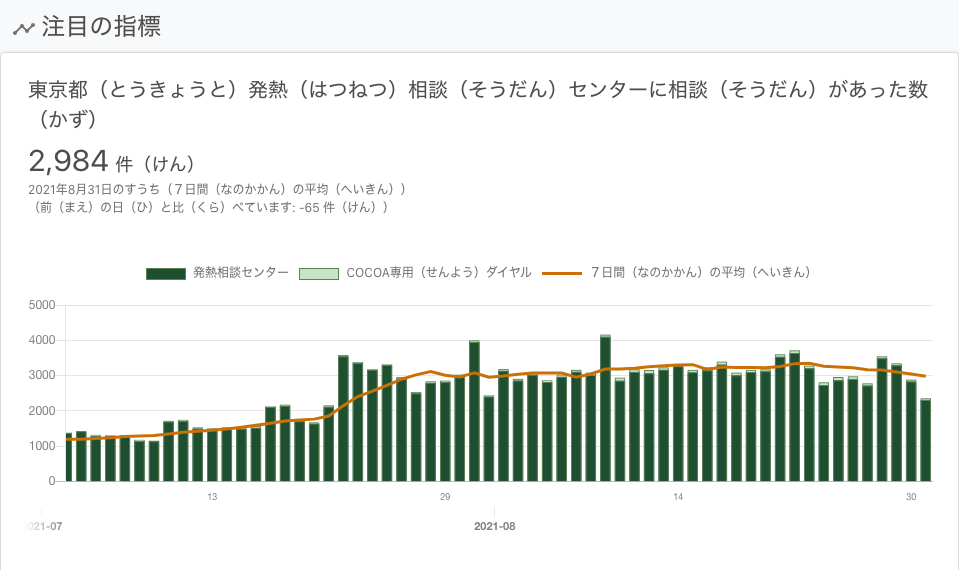 注目の指標
東京都（とうきょうと）発熱（はつねつ）相談（そうだん）センターに相談（そうだん）があった数
（かず）
2,984 件（けん）
2021年8月31日のすうち（７日間（なのかかん）の平均（へいきん））
（前（まえ）の日（ひ）と比（くら）べています: -65 件（けん））
発熱相談センター COCOA専用（せんよう）ダイヤル ７日間（なのかかん）の平均（へいきん）
5000
4000
3000
2000
1000
0
13 29 14 30
2021-07 2021-08